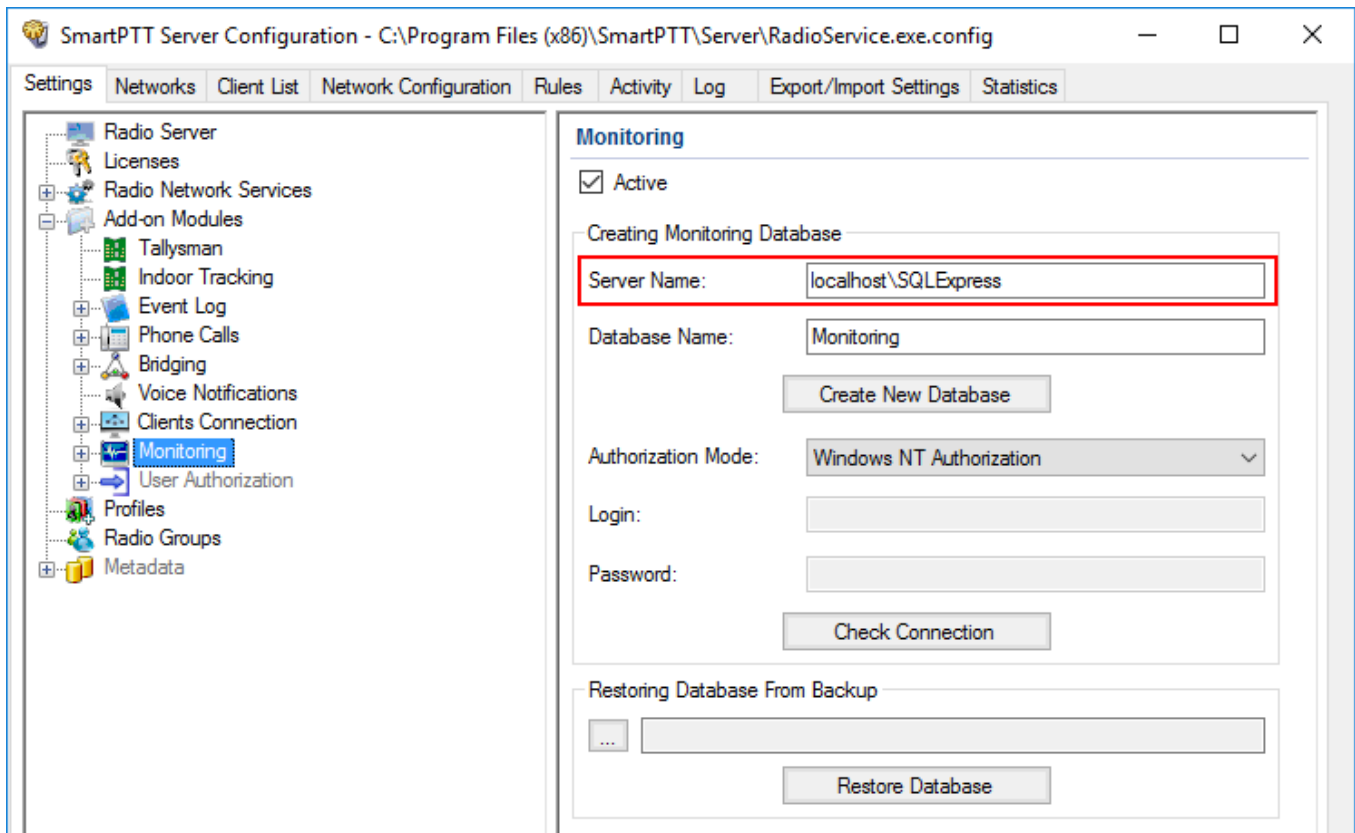 SmartPTT Server Configuration - C:\Program Files (x86)\SmartPTT\Server\RadioService.exe.config
Settings Networks Client List Network Configuration Rules Activity Log Export/Import Settings Statistics
Radio Server
Licenses
Radio Network Services
Add-on Modules
Tallysman
Indoor Tracking
Event Log
Phone Calls
Bridging
Voice Notifications
Clients Connection
Monitoring
User Authorization
Profiles
Radio Groups
Metadata
Monitoring
Active
Creating Monitoring Database
Server Name: localhost\SQLExpress
Database Name: Monitoring
Create New Database
Authorization Mode: Windows NT Authorization
Login:
Password:
Check Connection
Restoring Database From Backup
...
Restore Database